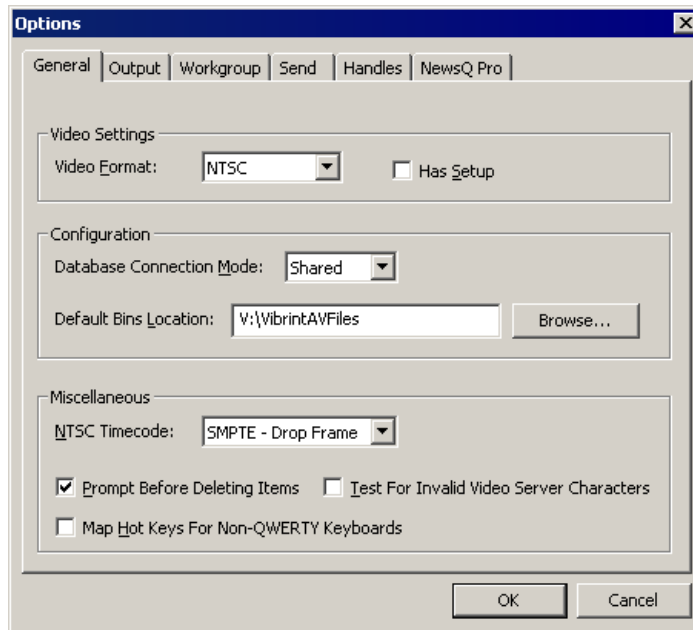 Options
General Output Workgroup Send Handles NewsQ Pro
Video Settings
Video Format: NTSC Has Setup
Configuration
Database Connection Mode: Shared
Default Bins Location: V:\VibrintAVFiles Browse...
Miscellaneous
NTSC Timecode: SMPTE - Drop Frame
Prompt Before Deleting Items Test For Invalid Video Server Characters
Map Hot Keys For Non-QWERTY Keyboards
OK Cancel